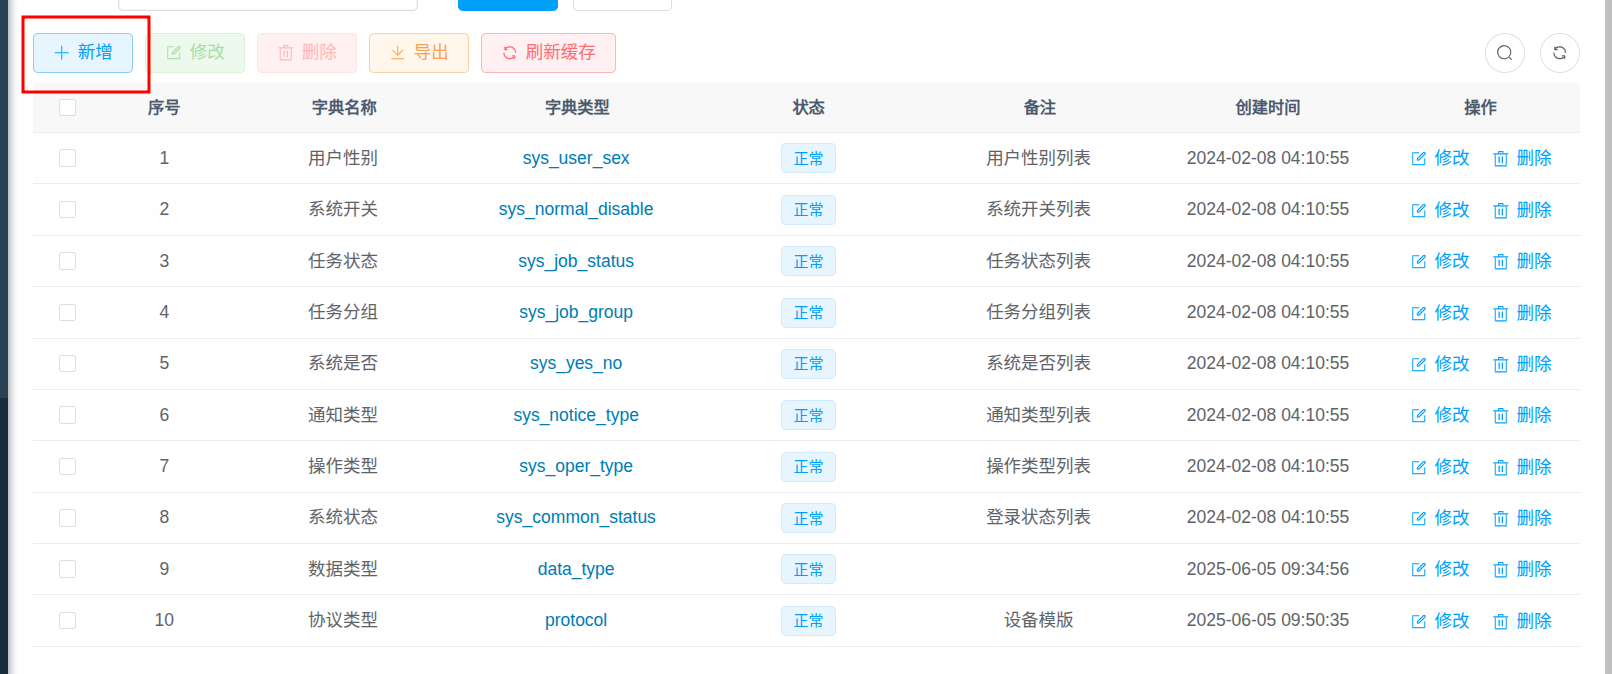 新增 修改 删除 导出 刷新缓存
序号 字典名称 字典类型 状态 备注 创建时间 操作
1 用户性别 sys_user_sex 正常 用户性别列表 2024-02-08 04:10:55 修改 删除
2 系统开关 sys_normal_disable 正常 系统开关列表 2024-02-08 04:10:55 修改 删除
3 任务状态 sys_job_status 正常 任务状态列表 2024-02-08 04:10:55 修改 删除
4 任务分组 sys_job_group 正常 任务分组列表 2024-02-08 04:10:55 修改 删除
5 系统是否 sys_yes_no 正常 系统是否列表 2024-02-08 04:10:55 修改 删除
6 通知类型 sys_notice_type 正常 通知类型列表 2024-02-08 04:10:55 修改 删除
7 操作类型 sys_oper_type 正常 操作类型列表 2024-02-08 04:10:55 修改 删除
8 系统状态 sys_common_status 正常 登录状态列表 2024-02-08 04:10:55 修改 删除
9 数据类型 data_type 正常 2025-06-05 09:34:56 修改 删除
10 协议类型 protocol 正常 设备模版 2025-06-05 09:50:35 修改 删除